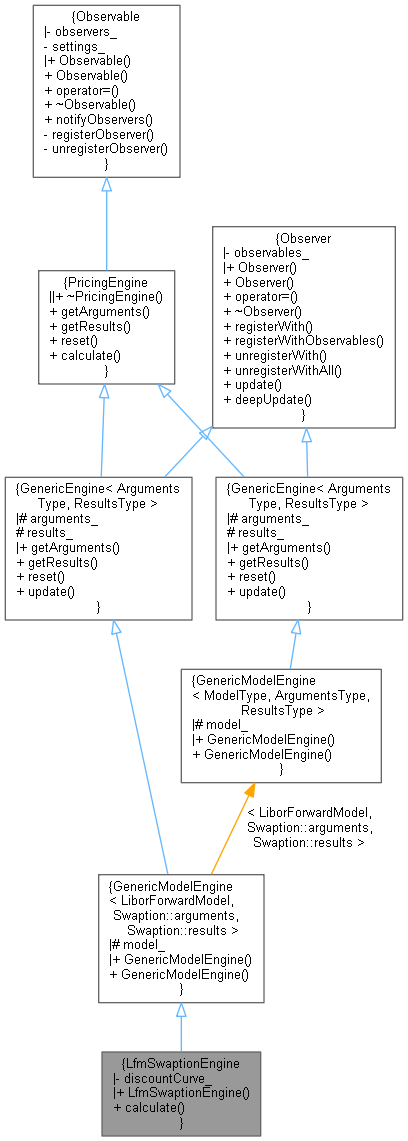 {Observable
|- observers_
- settings_
|+ Observable()
+ Observable()
+ operator=()
+ ~Observable()
+ notifyObservers()
- registerObserver()
- unregisterObserver()
}
{Observer
|- observables_
|+ Observer()
+ Observer()
+ operator=()
+ ~Observer()
+ registerWith()
+ registerWithObservables()
+ unregisterWith()
+ unregisterWithAll()
+ update()
+ deepUpdate()
}
{PricingEngine
||+ ~PricingEngine()
+ getArguments()
+ getResults()
+ reset()
+ calculate()
}
{GenericEngine< Arguments
Type, ResultsType >
|# arguments_
# results_
|+ getArguments()
+ getResults()
+ reset()
+ update()
}
{GenericEngine< Arguments
Type, ResultsType >
|# arguments_
# results_
|+ getArguments()
+ getResults()
+ reset()
+ update()
}
{GenericModelEngine
< ModelType, ArgumentsType,
ResultsType >
|# model_
|+ GenericModelEngine()
+ GenericModelEngine()
}
< LiborForwardModel,
Swaption::arguments,
Swaption::results >
{GenericModelEngine
< LiborForwardModel,
Swaption::arguments,
Swaption::results >
|# model_
|+ GenericModelEngine()
+ GenericModelEngine()
}
{LfmSwaptionEngine
|- discountCurve_
|+ LfmSwaptionEngine()
+ calculate()
}